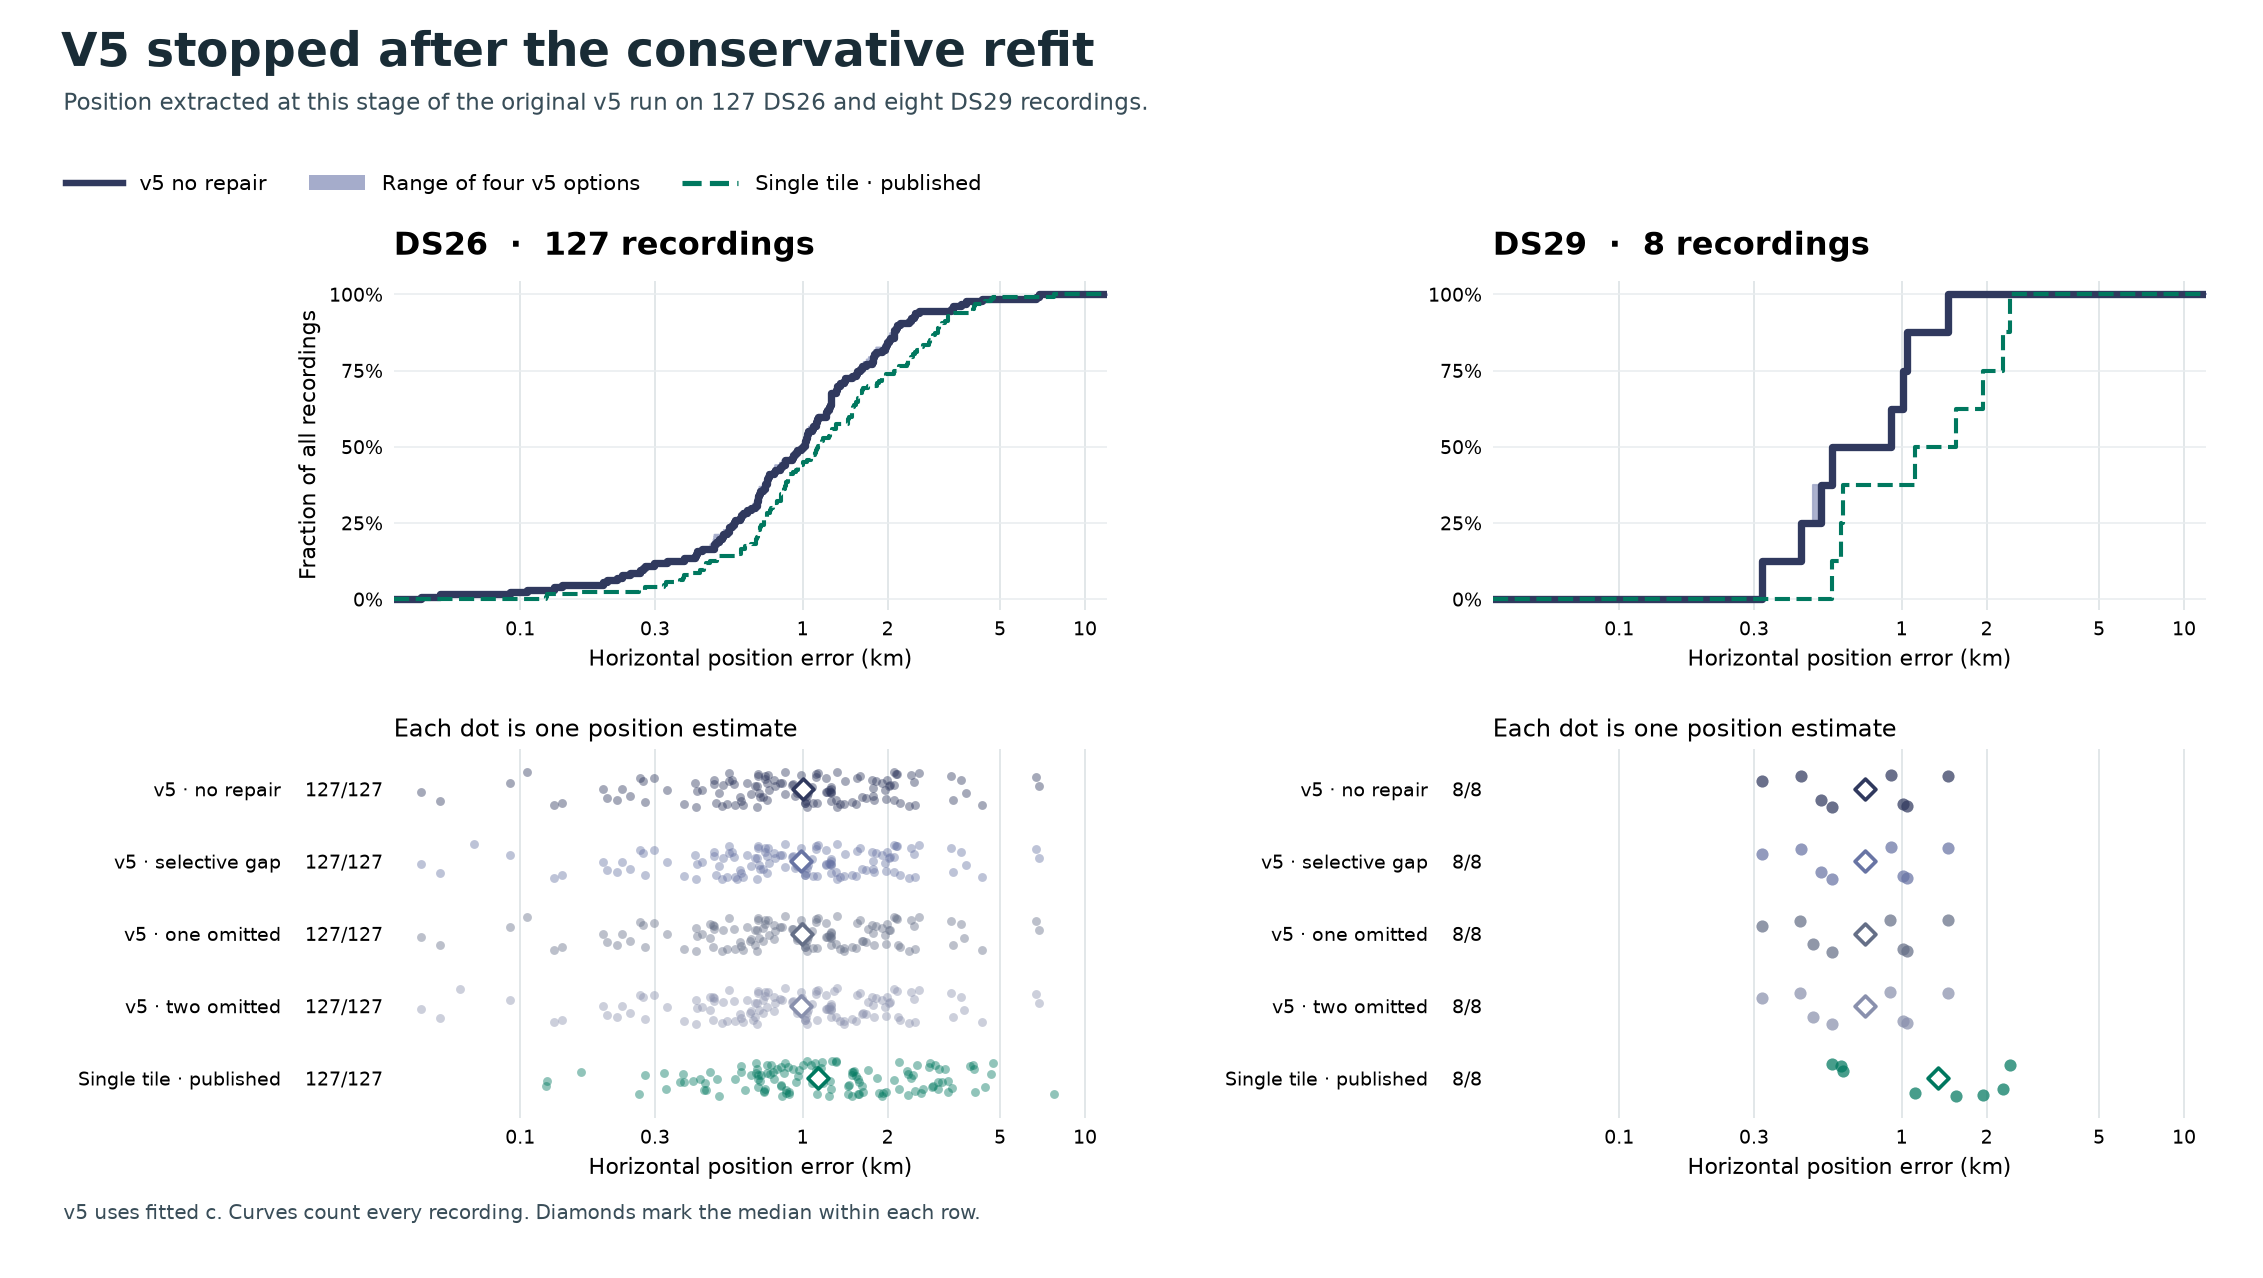 V5 stopped after the conservative refit
Position extracted at this stage of the original v5 run on 127 DS26 and eight DS29 recordings.
v5 no repair
Range of four v5 options
Single tile · published
DS26 · 127 recordings
100%
75%
50%
25%
0%
Fraction of all recordings
0.1 0.3 1 2 5 10
Horizontal position error (km)
DS29 · 8 recordings
100%
75%
50%
25%
0%
0.1 0.3 1 2 5 10
Horizontal position error (km)
Each dot is one position estimate
v5 · no repair 127/127
v5 · selective gap 127/127
v5 · one omitted 127/127
v5 · two omitted 127/127
Single tile · published 127/127
0.1 0.3 1 2 5 10
Horizontal position error (km)
Each dot is one position estimate
v5 · no repair 8/8
v5 · selective gap 8/8
v5 · one omitted 8/8
v5 · two omitted 8/8
Single tile · published 8/8
0.1 0.3 1 2 5 10
Horizontal position error (km)
v5 uses fitted c. Curves count every recording. Diamonds mark the median within each row.